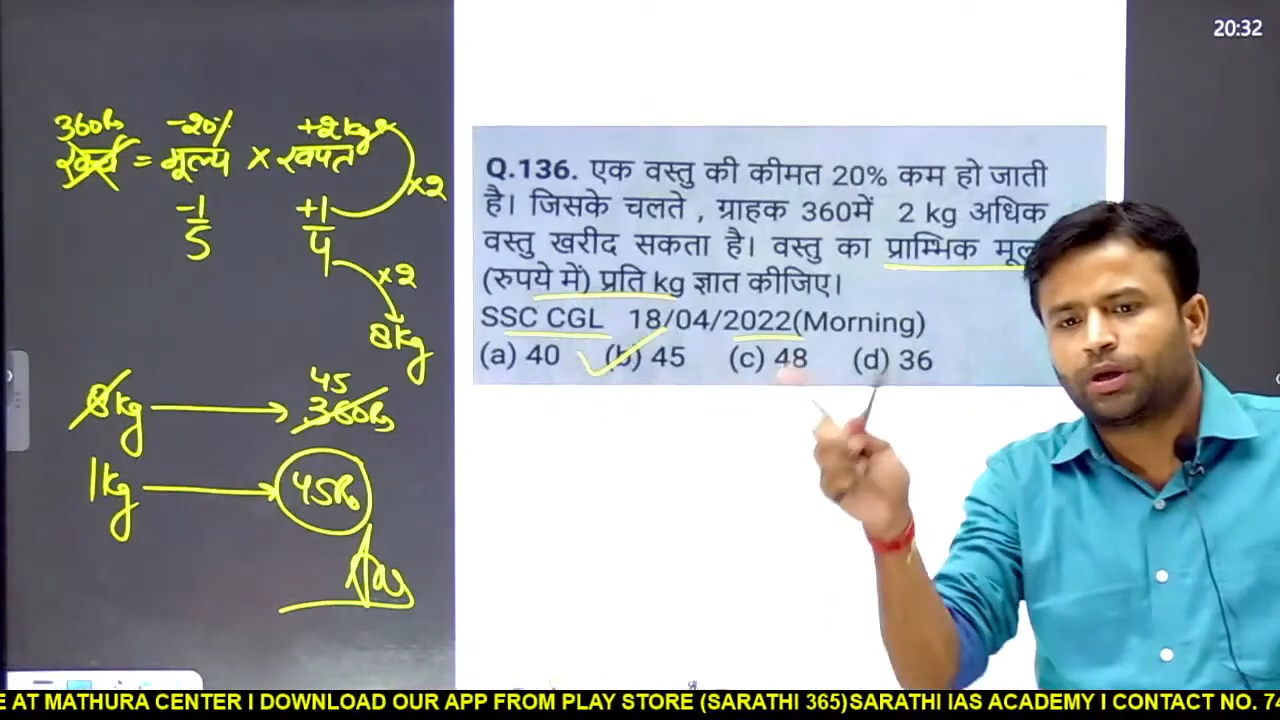 20:32
360Rs -20% +2kg
खर्च = मूल्य × खपत
×2
-1/5 +1/4
×2
8kg
8kg → 360Rs 45
1kg → 45Rs
Ans
Q.136. एक वस्तु की कीमत 20% कम हो जाती
है। जिसके चलते , ग्राहक 360में 2 kg अधिक
वस्तु खरीद सकता है। वस्तु का प्राम्भिक मूल
(रुपये में) प्रति kg ज्ञात कीजिए।
SSC CGL 18/04/2022(Morning)
(a) 40 (b) 45 (c) 48 (d) 36
E AT MATHURA CENTER I DOWNLOAD OUR APP FROM PLAY STORE (SARATHI 365)SARATHI IAS ACADEMY I CONTACT NO. 7